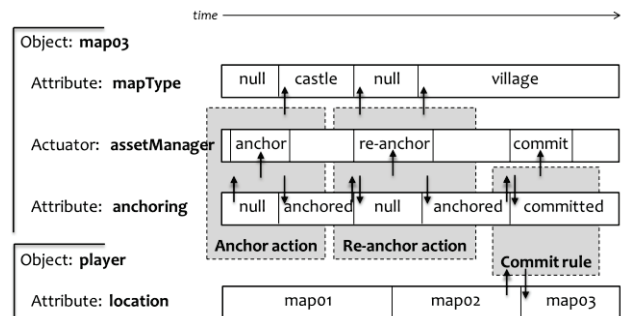 time
Object: map03
Attribute: mapType null castle null village
Actuator: assetManager anchor re-anchor commit
Attribute: anchoring null anchored null anchored committed
Anchor action Re-anchor action Commit rule
Object: player
Attribute: location map01 map02 map03